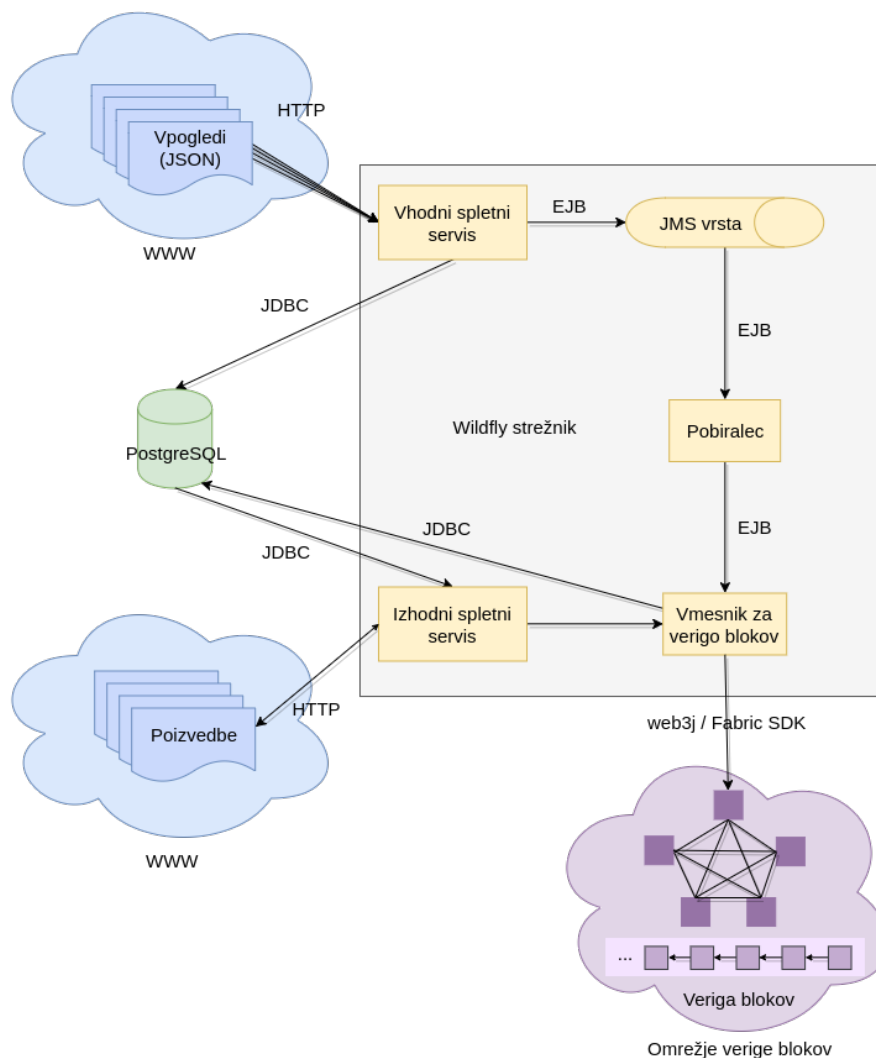 HTTP
Vpogledi
(JSON)
WWW
Vhodni spletni
servis
EJB
JMS vrsta
JDBC
EJB
PostgreSQL
Wildfly strežnik
Pobiralec
JDBC
JDBC
EJB
Izhodni spletni
servis
Vmesnik za
verigo blokov
HTTP
Poizvedbe
WWW
web3j / Fabric SDK
...
Veriga blokov
Omrežje verige blokov